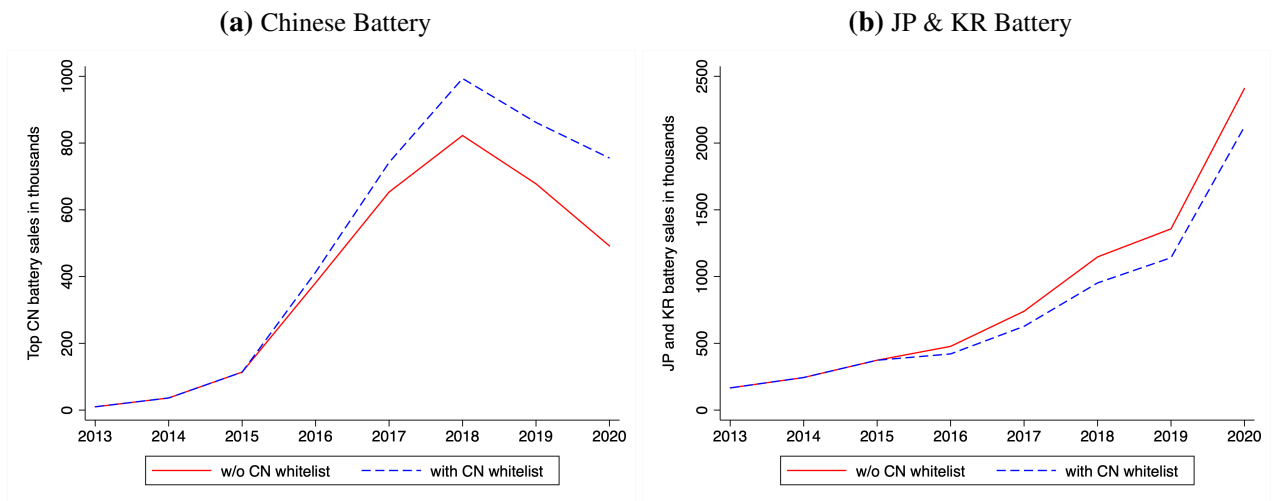 (a) Chinese Battery
Top CN battery sales in thousands
1000
800
600
400
200
0
2013 2014 2015 2016 2017 2018 2019 2020
w/o CN whitelist with CN whitelist
(b) JP & KR Battery
JP and KR battery sales in thousands
2500
2000
1500
1000
500
0
2013 2014 2015 2016 2017 2018 2019 2020
w/o CN whitelist with CN whitelist